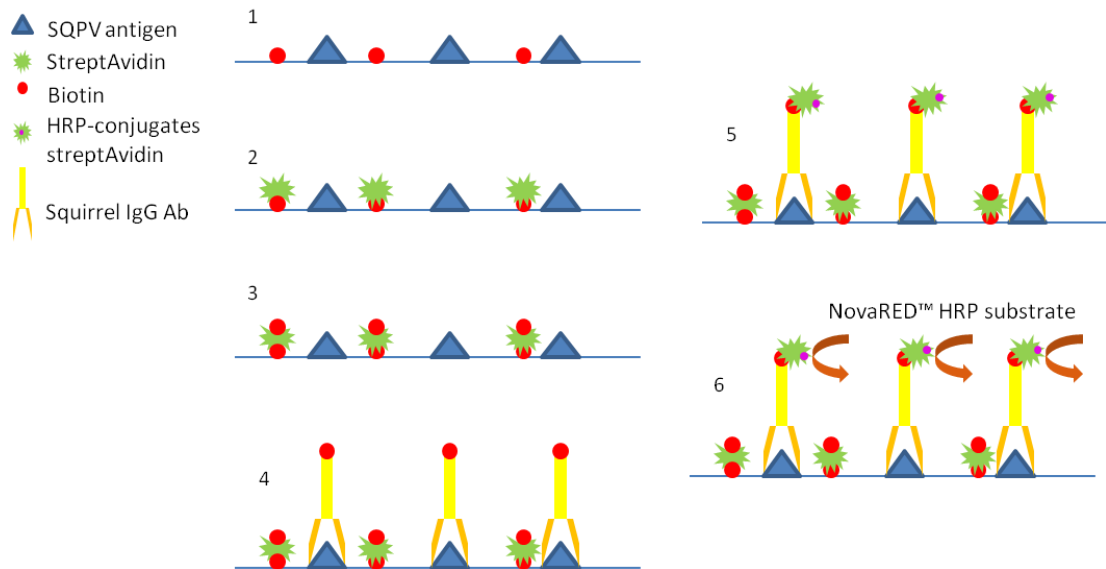 SQPV antigen
StreptAvidin
Biotin
HRP-conjugates
streptAvidin
Squirrel IgG Ab
1
2
3
4
5
NovaRED™ HRP substrate
6